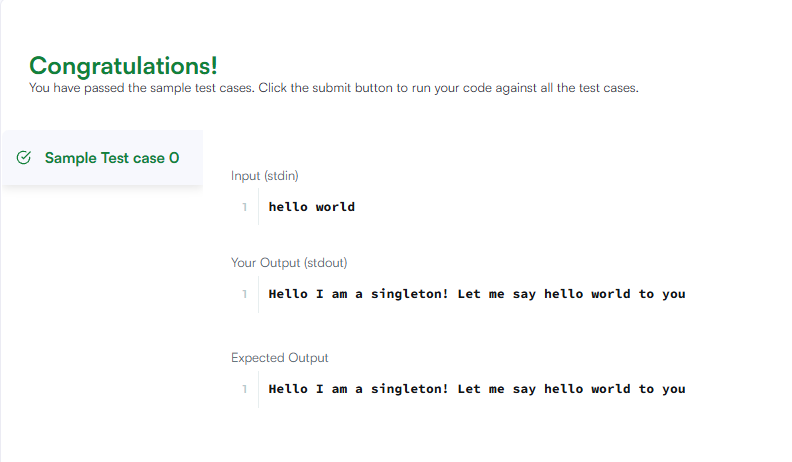 Congratulations!
You have passed the sample test cases. Click the submit button to run your code against all the test cases.
Sample Test case 0
Input (stdin)
1 hello world
Your Output (stdout)
1 Hello I am a singleton! Let me say hello world to you
Expected Output
1 Hello I am a singleton! Let me say hello world to you